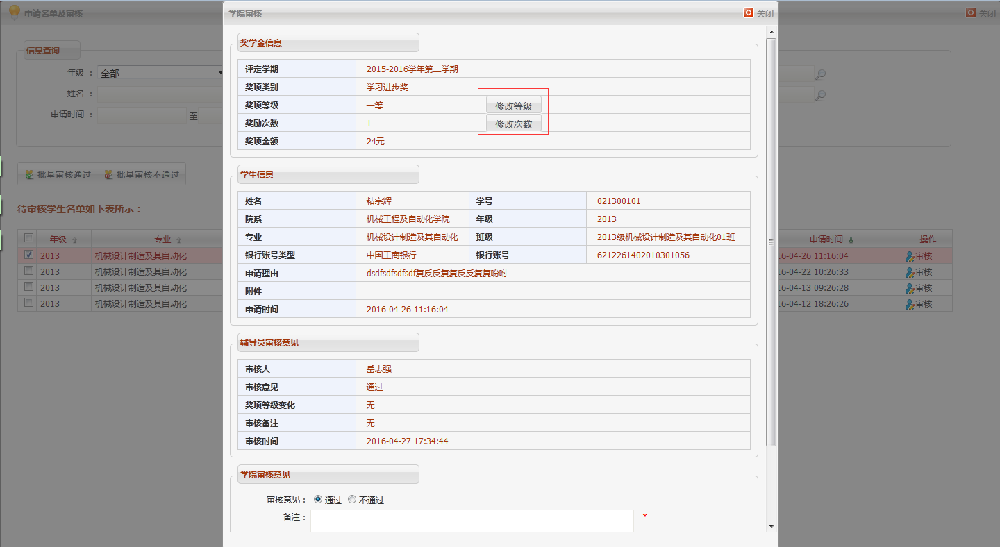 申请名单及审核
关闭
学院审核
关闭
信息查询
年级 ： 全部
姓名 ：
申请时间 ： 至
批量审核通过 批量审核不通过
待审核学生名单如下表所示：
年级 专业 申请时间 操作
2013 机械设计制造及其自动化 16-04-26 11:16:04 审核
2013 机械设计制造及其自动化 16-04-22 10:26:33 审核
2013 机械设计制造及其自动化 16-04-13 09:26:28 审核
2013 机械设计制造及其自动化 16-04-12 18:26:26 审核
奖学金信息
评定学期 2015-2016学年第二学期
奖项类别 学习进步奖
奖项等级 一等 修改等级
奖励次数 1 修改次数
奖项金额 24元
学生信息
姓名 粘宗辉 学号 021300101
院系 机械工程及自动化学院 年级 2013
专业 机械设计制造及其自动化 班级 2013级机械设计制造及其自动化01班
银行账号类型 中国工商银行 银行账号 6212261402010301056
申请理由 dsdfsdfsdfsdf复反反复复反反复复吩咐
附件
申请时间 2016-04-26 11:16:04
辅导员审核意见
审核人 岳志强
审核意见 通过
奖项等级变化 无
审核备注 无
审核时间 2016-04-27 17:34:44
学院审核意见
审核意见： 通过 不通过
备注： *